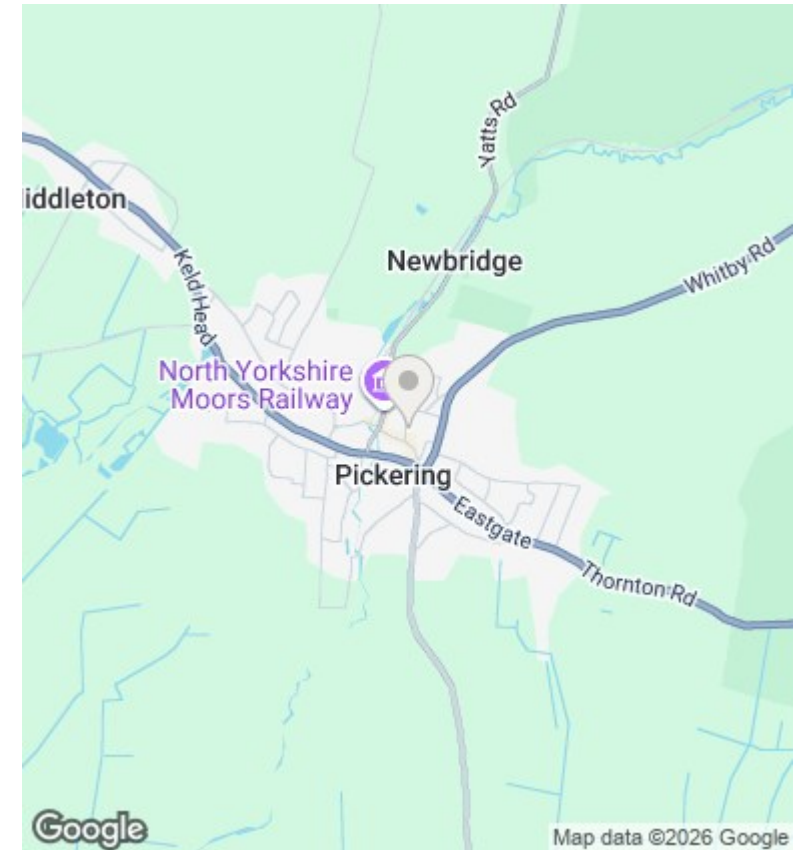 Yatts Rd
iddleton
Newbridge
Whitby Rd
Keld Head
North Yorkshire
Moors Railway
Pickering
Eastgate
Thornton Rd
Google
Map data ©2026 Google